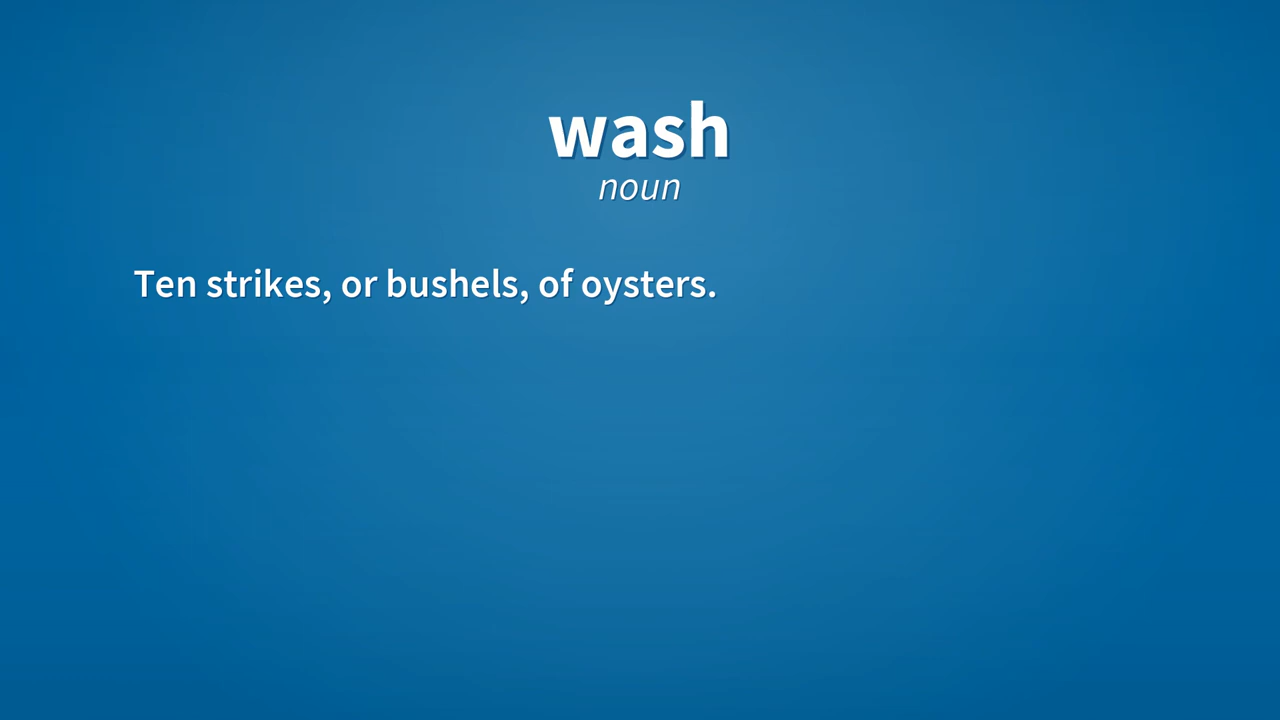 wash
noun
Ten strikes, or bushels, of oysters.